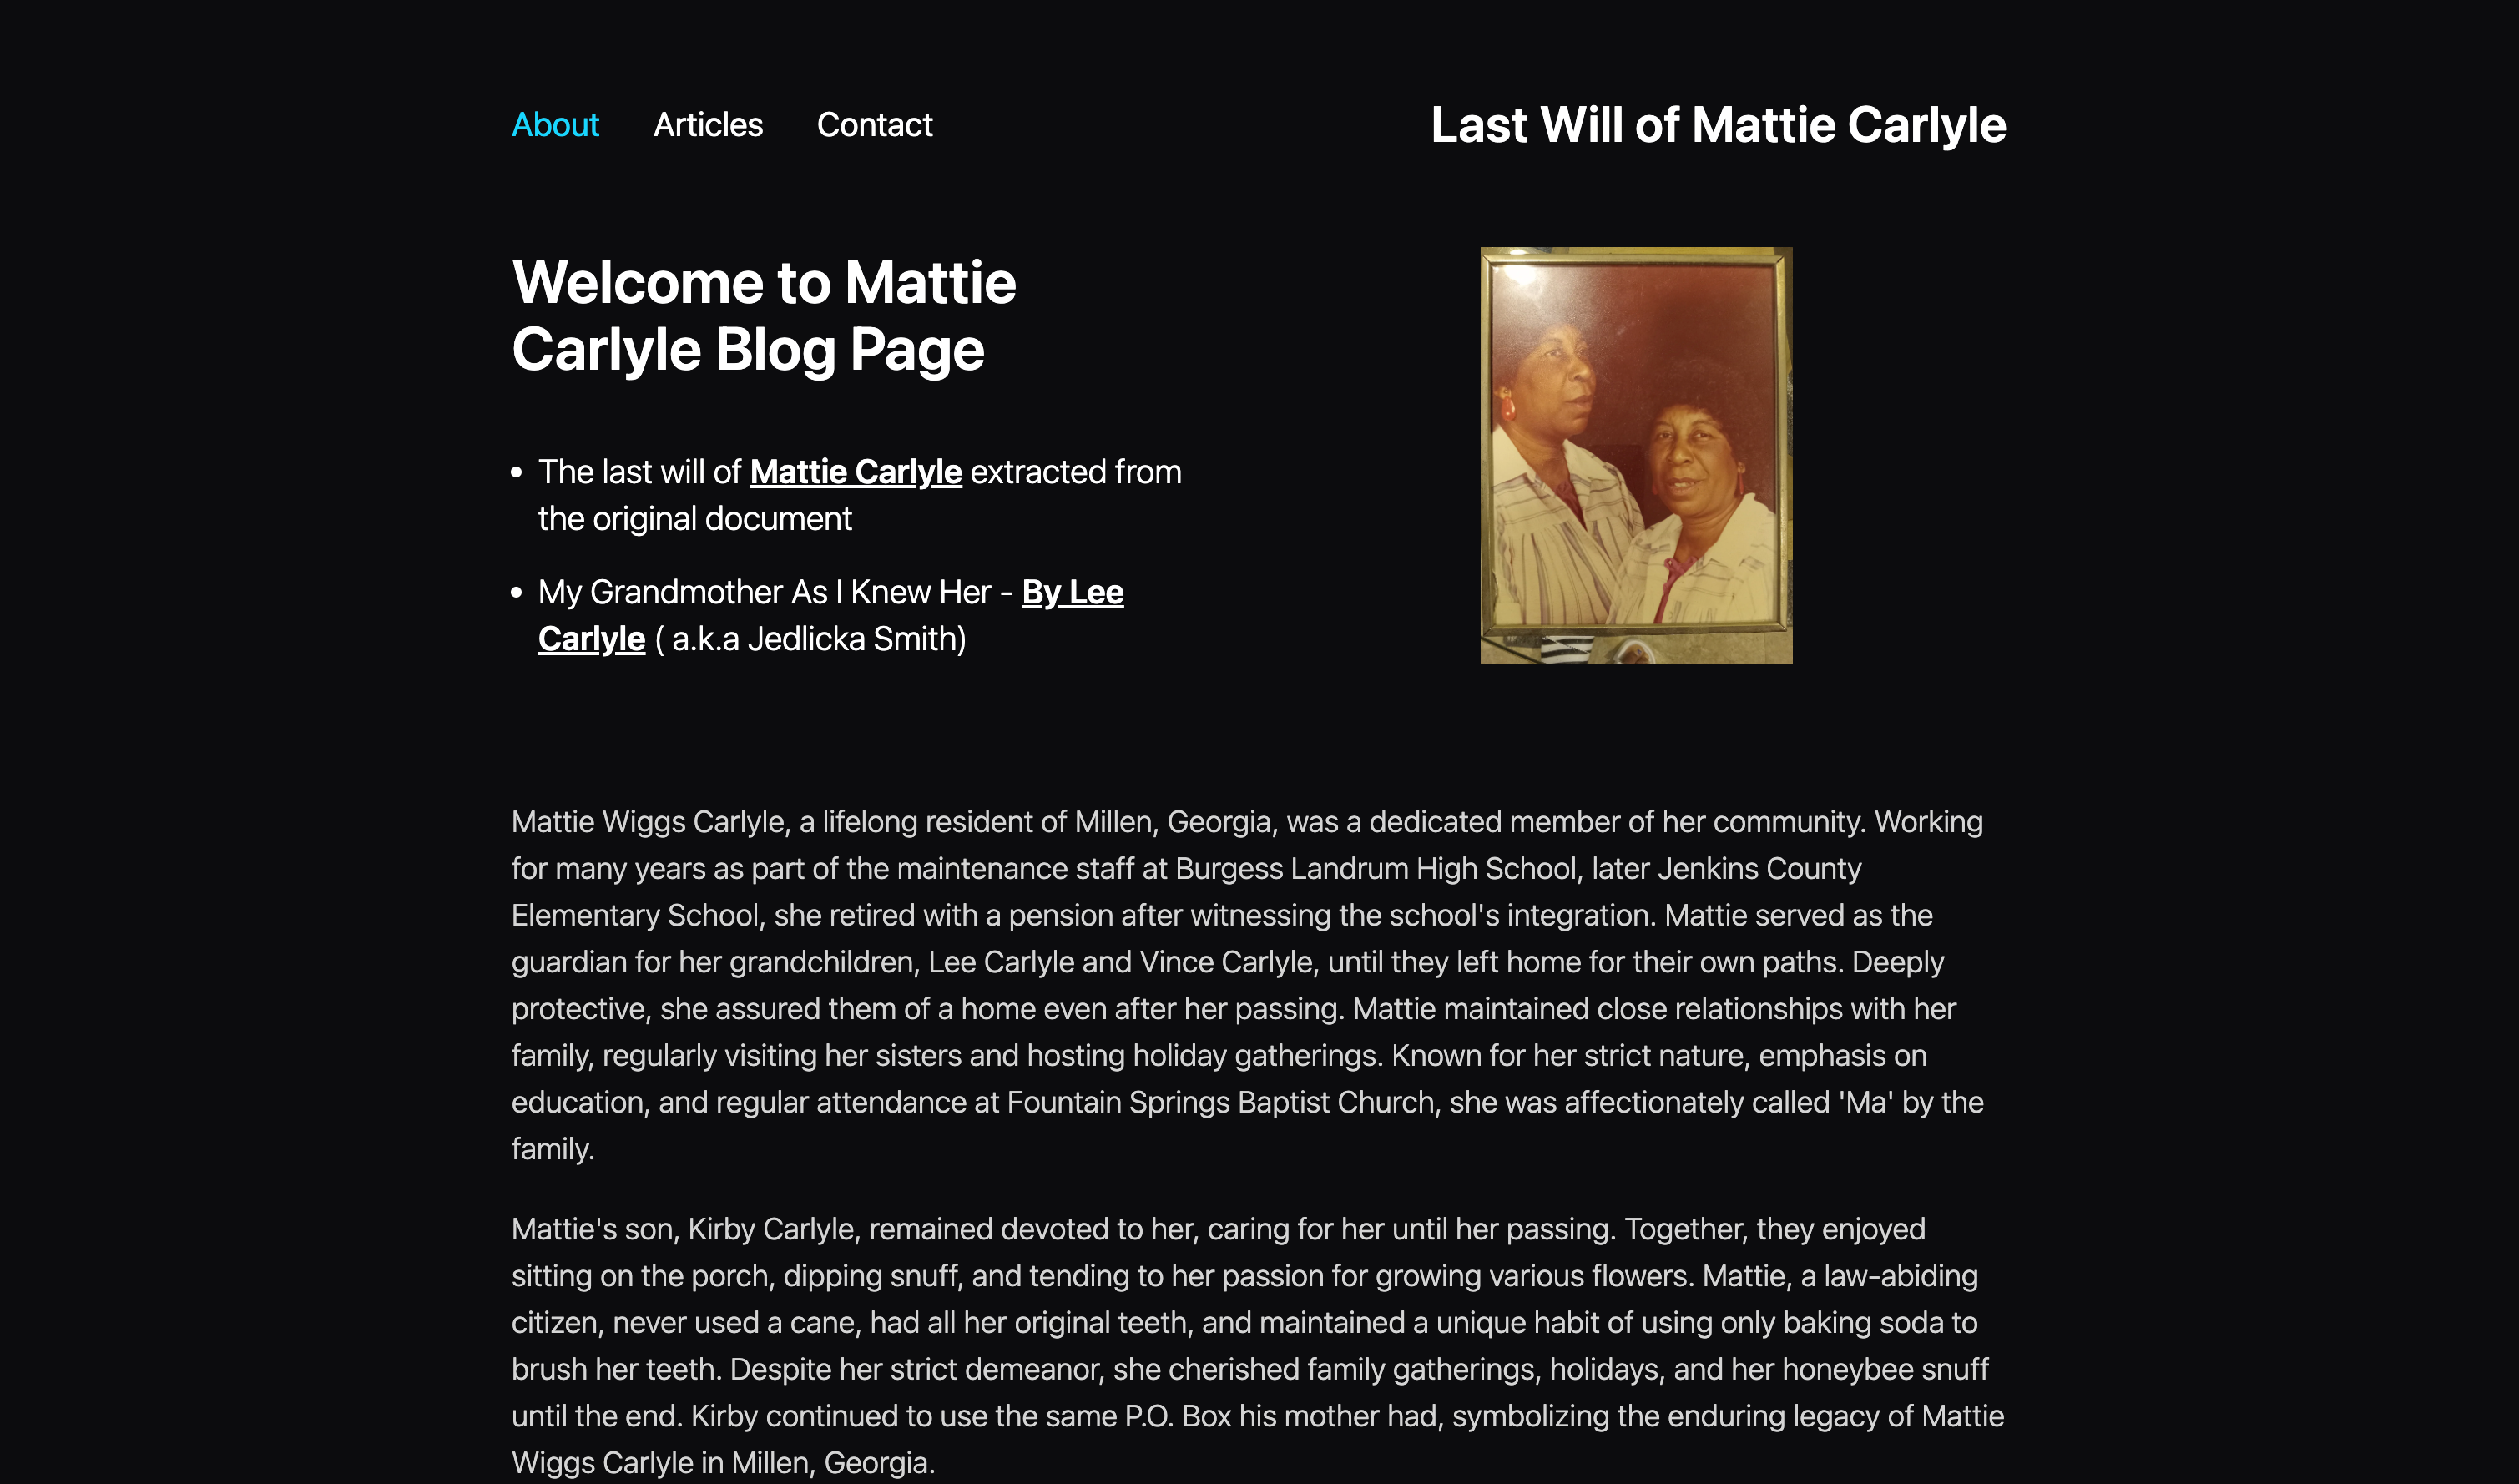 About Articles Contact
Last Will of Mattie Carlyle
Welcome to Mattie
Carlyle Blog Page
• The last will of Mattie Carlyle extracted from
the original document
• My Grandmother As I Knew Her - By Lee
Carlyle ( a.k.a Jedlicka Smith)
Mattie Wiggs Carlyle, a lifelong resident of Millen, Georgia, was a dedicated member of her community. Working
for many years as part of the maintenance staff at Burgess Landrum High School, later Jenkins County
Elementary School, she retired with a pension after witnessing the school's integration. Mattie served as the
guardian for her grandchildren, Lee Carlyle and Vince Carlyle, until they left home for their own paths. Deeply
protective, she assured them of a home even after her passing. Mattie maintained close relationships with her
family, regularly visiting her sisters and hosting holiday gatherings. Known for her strict nature, emphasis on
education, and regular attendance at Fountain Springs Baptist Church, she was affectionately called 'Ma' by the
family.
Mattie's son, Kirby Carlyle, remained devoted to her, caring for her until her passing. Together, they enjoyed
sitting on the porch, dipping snuff, and tending to her passion for growing various flowers. Mattie, a law-abiding
citizen, never used a cane, had all her original teeth, and maintained a unique habit of using only baking soda to
brush her teeth. Despite her strict demeanor, she cherished family gatherings, holidays, and her honeybee snuff
until the end. Kirby continued to use the same P.O. Box his mother had, symbolizing the enduring legacy of Mattie
Wiggs Carlyle in Millen, Georgia.